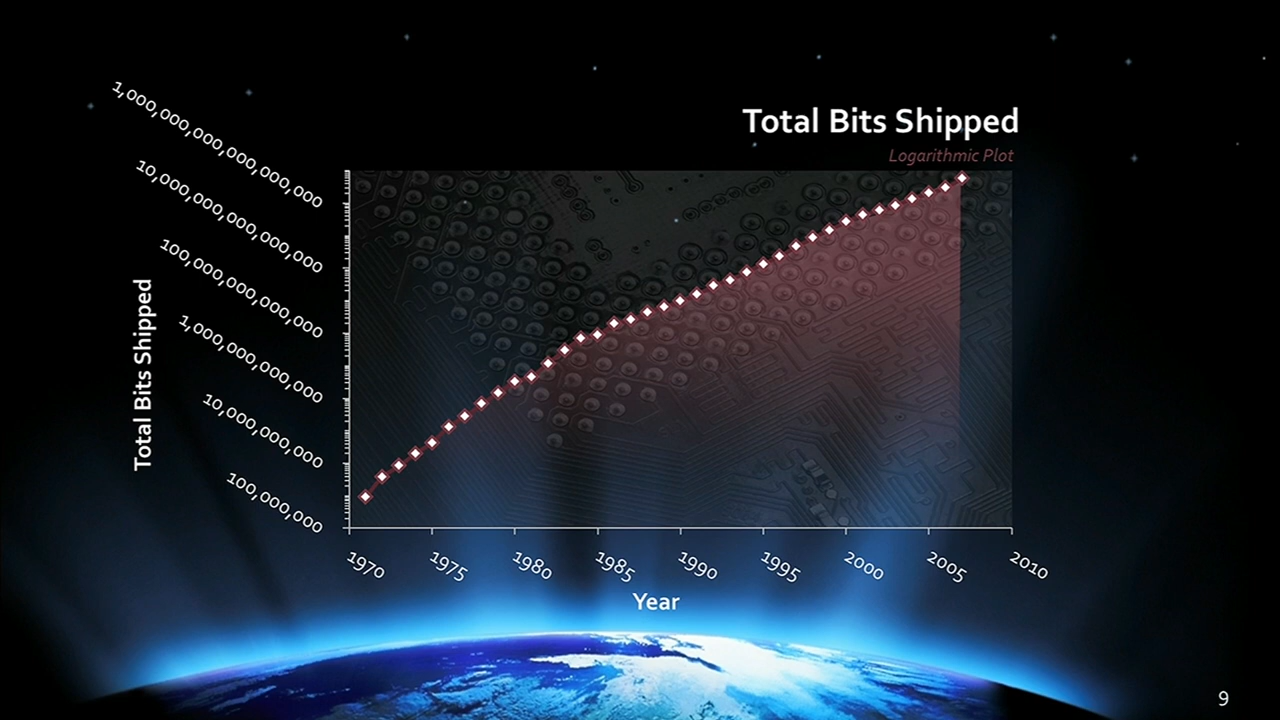 Total Bits Shipped
Logarithmic Plot
1,000,000,000,000,000,000
10,000,000,000,000,000
100,000,000,000,000
1,000,000,000,000
10,000,000,000
100,000,000
Total Bits Shipped
1970 1975 1980 1985 1990 1995 2000 2005 2010
Year
9